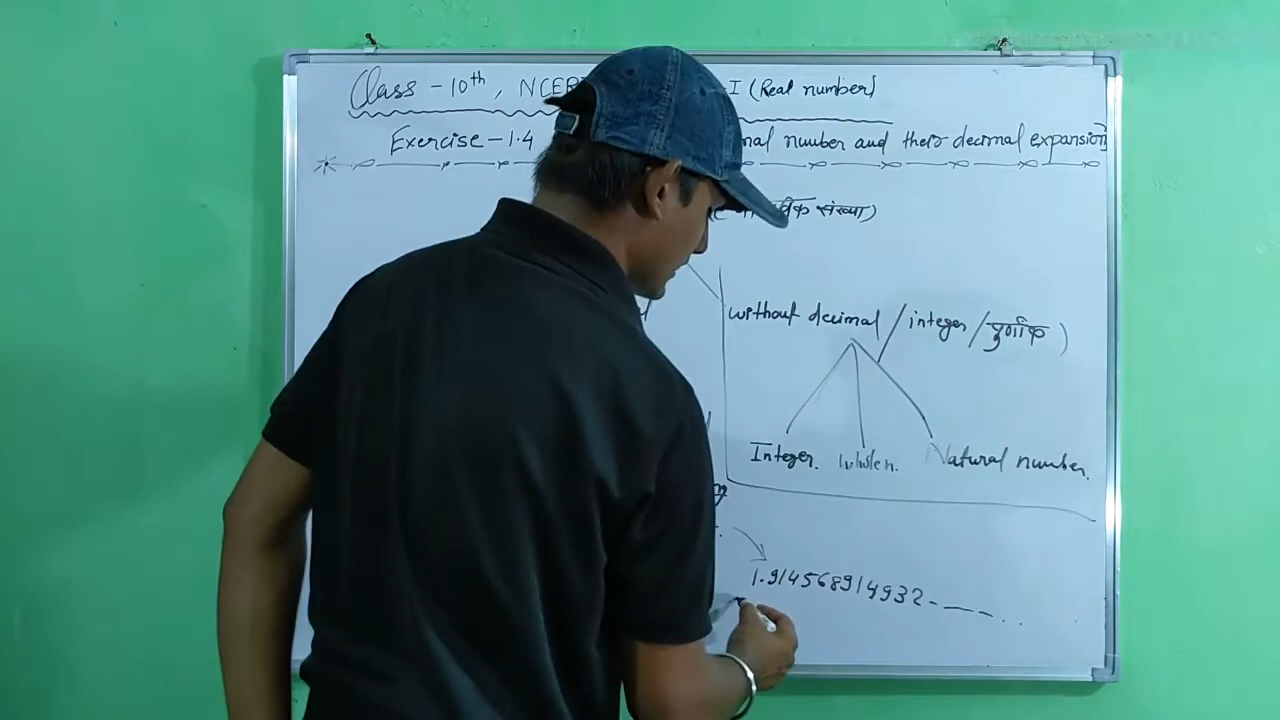 Class - 10th, NCER I (Real number)
Exercise - 1.4 nal number and their decimal expansion
संख्या)
without decimal / integer / पूर्णांक )
Integer. Whole n. Natural number.
1.914568914932 - — — . . .